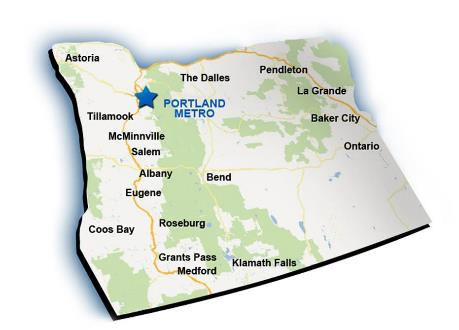 Astoria
The Dalles
Pendleton
La Grande
PORTLAND
METRO
Tillamook
Baker City
McMinnville
Salem
Ontario
Albany
Bend
Eugene
Roseburg
Coos Bay
Grants Pass
Klamath Falls
Medford